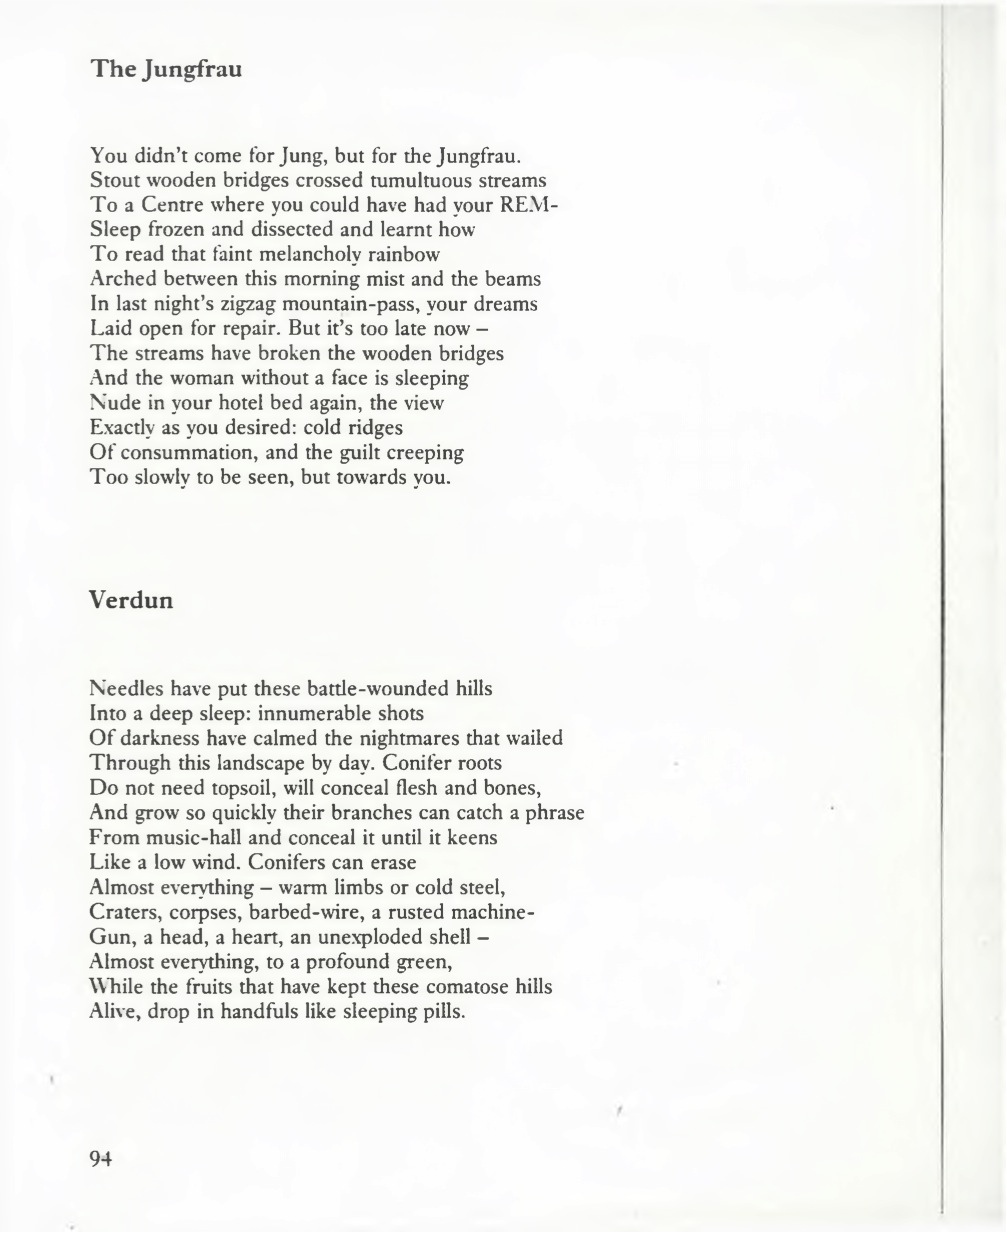 The Jungfrau
You didn't come for Jung, but for the Jungfrau.
Stout wooden bridges crossed tumultuous streams
To a Centre where you could have had your REM-
Sleep frozen and dissected and learnt how
To read that faint melancholy rainbow
Arched between this morning mist and the beams
In last night's zigzag mountain-pass, your dreams
Laid open for repair. But it's too late now –
The streams have broken the wooden bridges
And the woman without a face is sleeping
Nude in your hotel bed again, the view
Exactly as you desired: cold ridges
Of consummation, and the guilt creeping
Too slowly to be seen, but towards you.
Verdun
Needles have put these battle-wounded hills
Into a deep sleep: innumerable shots
Of darkness have calmed the nightmares that wailed
Through this landscape by day. Conifer roots
Do not need topsoil, will conceal flesh and bones,
And grow so quickly their branches can catch a phrase
From music-hall and conceal it until it keens
Like a low wind. Conifers can erase
Almost everything – warm limbs or cold steel,
Craters, corpses, barbed-wire, a rusted machine-
Gun, a head, a heart, an unexploded shell –
Almost everything, to a profound green,
While the fruits that have kept these comatose hills
Alive, drop in handfuls like sleeping pills.
94